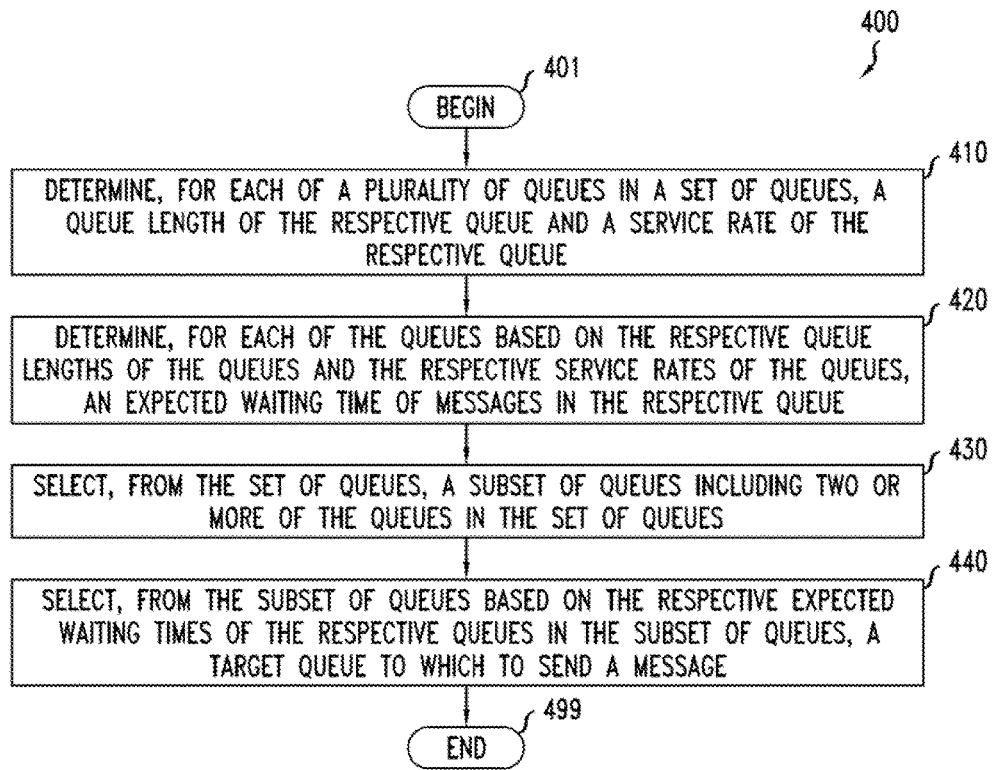 400
401
BEGIN
410
DETERMINE, FOR EACH OF A PLURALITY OF QUEUES IN A SET OF QUEUES, A
QUEUE LENGTH OF THE RESPECTIVE QUEUE AND A SERVICE RATE OF THE
RESPECTIVE QUEUE
420
DETERMINE, FOR EACH OF THE QUEUES BASED ON THE RESPECTIVE QUEUE
LENGTHS OF THE QUEUES AND THE RESPECTIVE SERVICE RATES OF THE QUEUES,
AN EXPECTED WAITING TIME OF MESSAGES IN THE RESPECTIVE QUEUE
430
SELECT, FROM THE SET OF QUEUES, A SUBSET OF QUEUES INCLUDING TWO OR
MORE OF THE QUEUES IN THE SET OF QUEUES
440
SELECT, FROM THE SUBSET OF QUEUES BASED ON THE RESPECTIVE EXPECTED
WAITING TIMES OF THE RESPECTIVE QUEUES IN THE SUBSET OF QUEUES, A
TARGET QUEUE TO WHICH TO SEND A MESSAGE
499
END